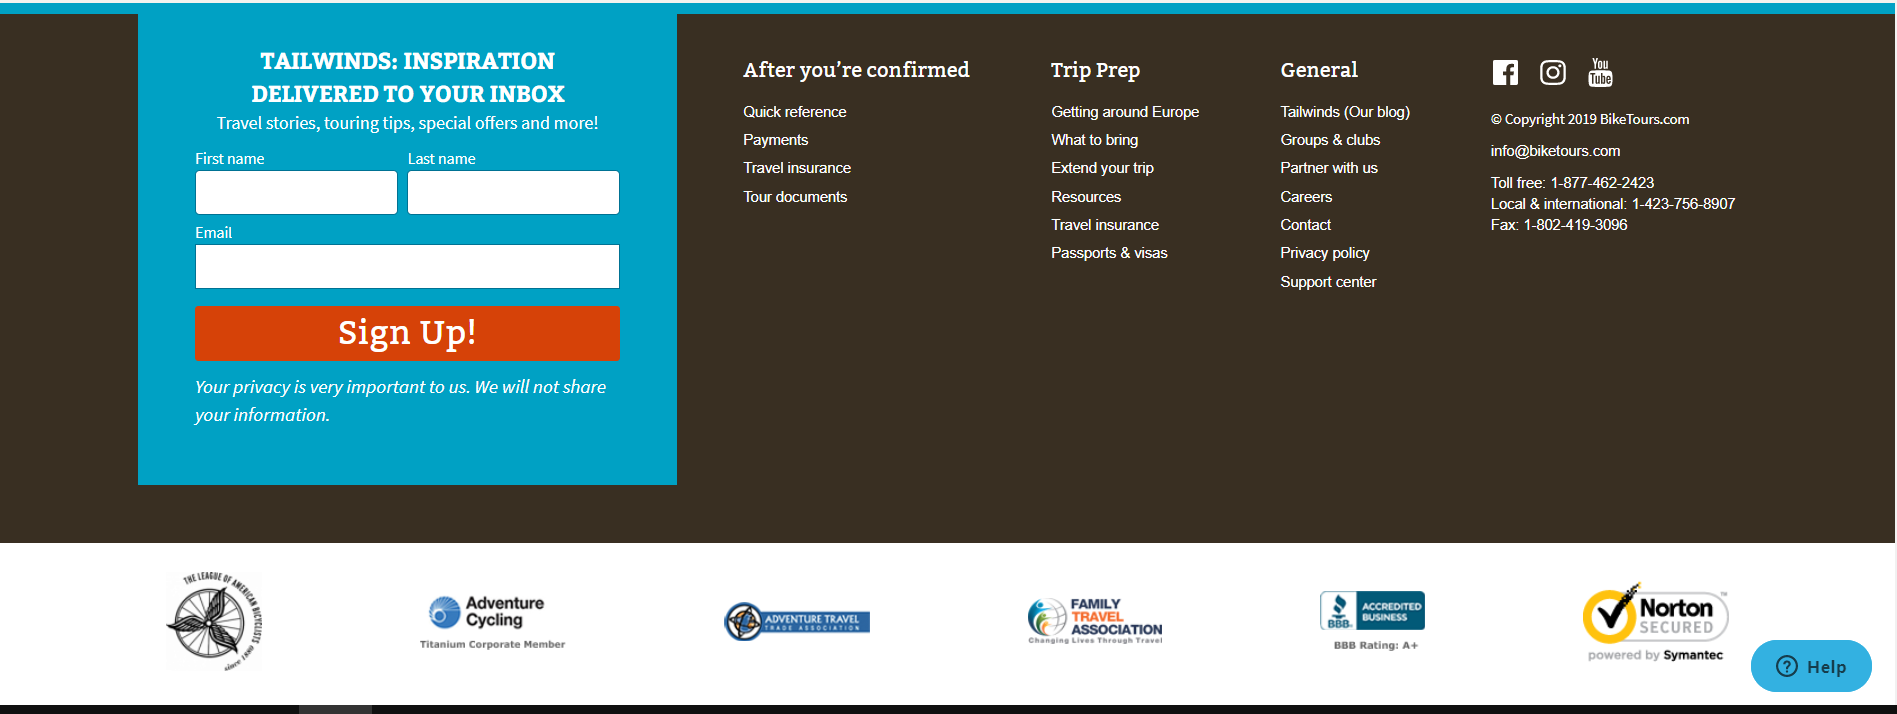 TAILWINDS: INSPIRATION
DELIVERED TO YOUR INBOX
Travel stories, touring tips, special offers and more!
First name
Last name
Email
Sign Up!
Your privacy is very important to us. We will not share
your information.
After you’re confirmed
Quick reference
Payments
Travel insurance
Tour documents
Trip Prep
Getting around Europe
What to bring
Extend your trip
Resources
Travel insurance
Passports & visas
General
Tailwinds (Our blog)
Groups & clubs
Partner with us
Careers
Contact
Privacy policy
Support center
You
Tube
© Copyright 2019 BikeTours.com
info@biketours.com
Toll free: 1-877-462-2423
Local & international: 1-423-756-8907
Fax: 1-802-419-3096
THE LEAGUE OF AMERICAN BICYCLISTS
since 1880
Adventure
Cycling
Titanium Corporate Member
ADVENTURE TRAVEL
TRADE ASSOCIATION
FAMILY
TRAVEL
ASSOCIATION
Changing Lives Through Travel
BBB.
ACCREDITED
BUSINESS
BBB Rating: A+
Norton
SECURED
TM
powered by Symantec
? Help